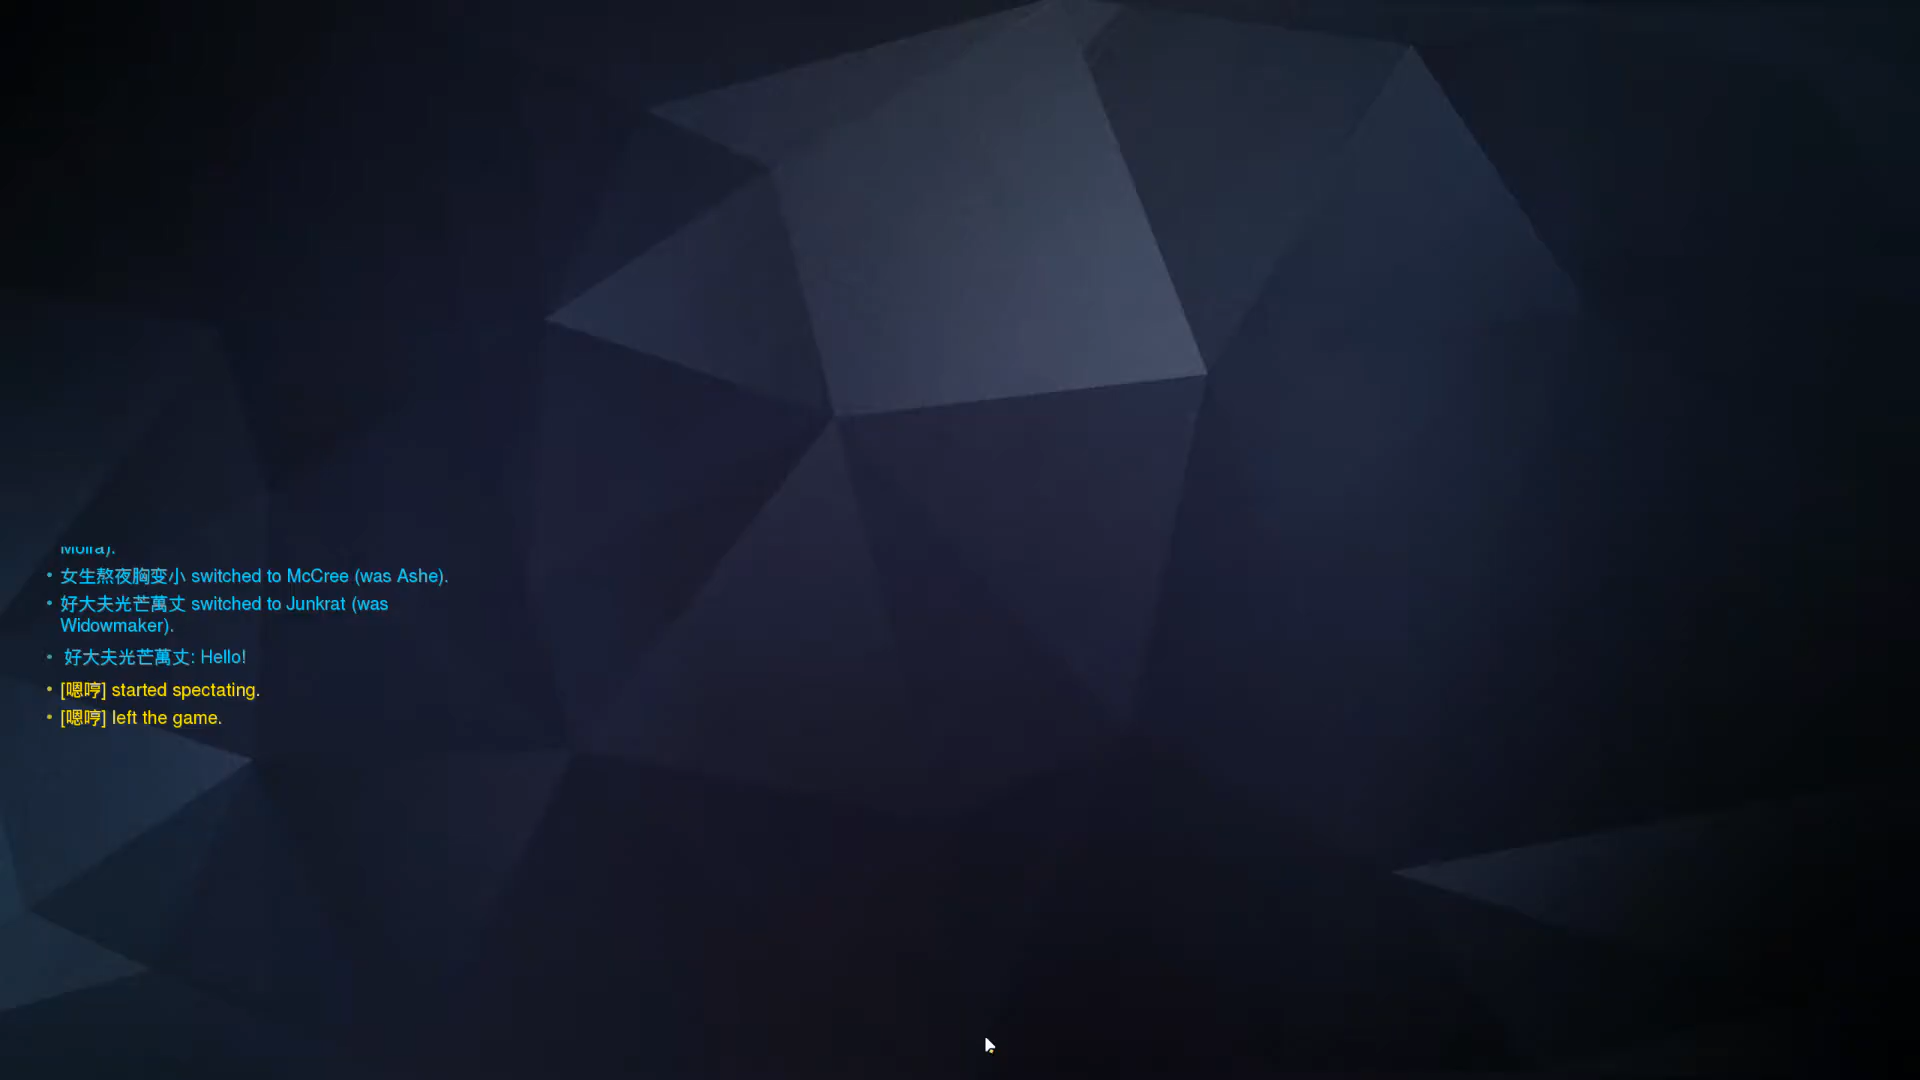 Moira).
• 女生熬夜胸变小 switched to McCree (was Ashe).
• 好大夫光芒萬丈 switched to Junkrat (was
Widowmaker).
• 好大夫光芒萬丈: Hello!
• [嗯哼] started spectating.
• [嗯哼] left the game.